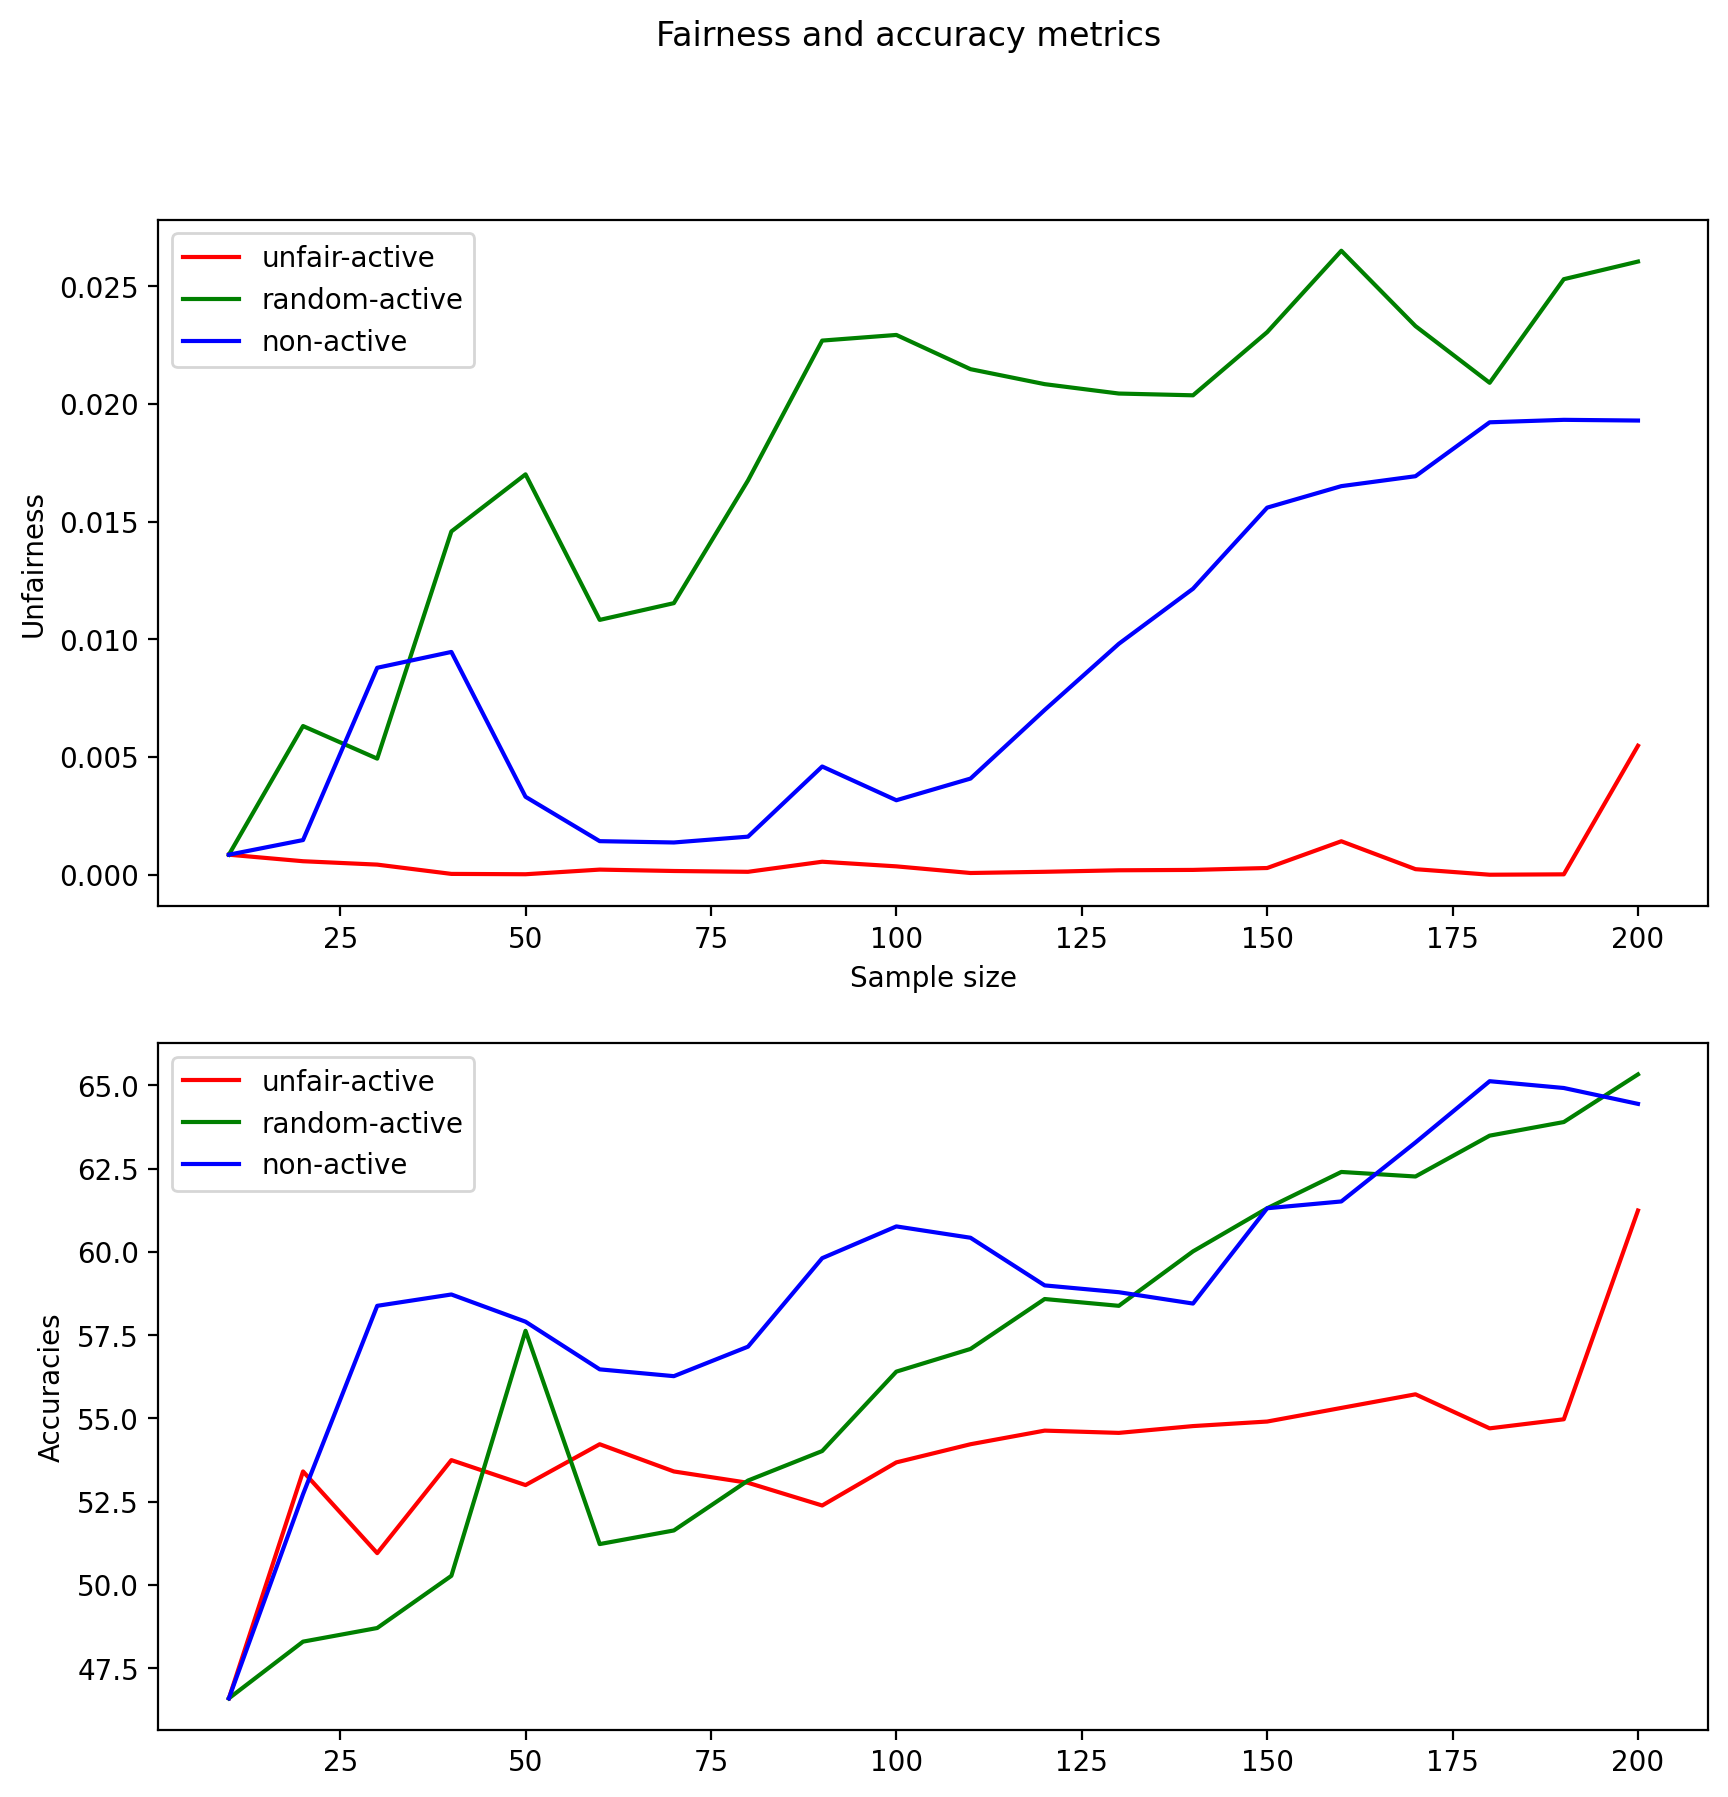 Fairness and accuracy metrics
unfair-active
random-active
non-active
0.025
0.020
0.015
0.010
0.005
0.000
Unfairness
25 50 75 100 125 150 175 200
Sample size
unfair-active
random-active
non-active
65.0
62.5
60.0
57.5
55.0
52.5
50.0
47.5
Accuracies
25 50 75 100 125 150 175 200